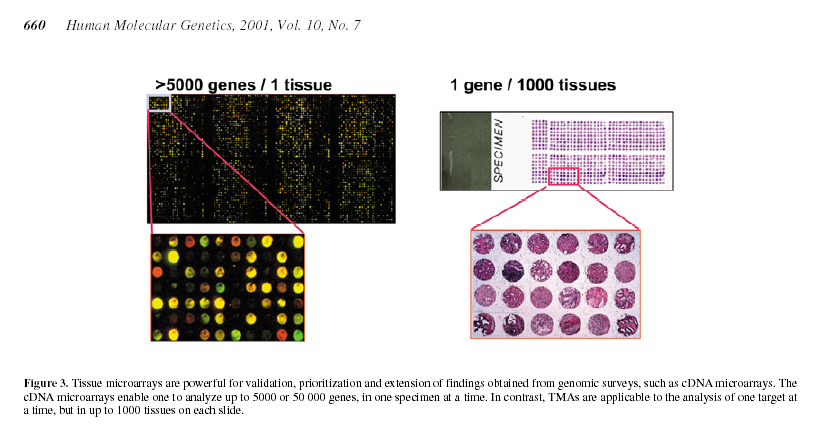 660 Human Molecular Genetics, 2001, Vol. 10, No. 7
>5000 genes / 1 tissue
1 gene / 1000 tissues
SPECIMEN
Figure 3. Tissue microarrays are powerful for validation, prioritization and extension of findings obtained from genomic surveys, such as cDNA microarrays. The
cDNA microarrays enable one to analyze up to 5000 or 50 000 genes, in one specimen at a time. In contrast, TMAs are applicable to the analysis of one target at
a time, but in up to 1000 tissues on each slide.